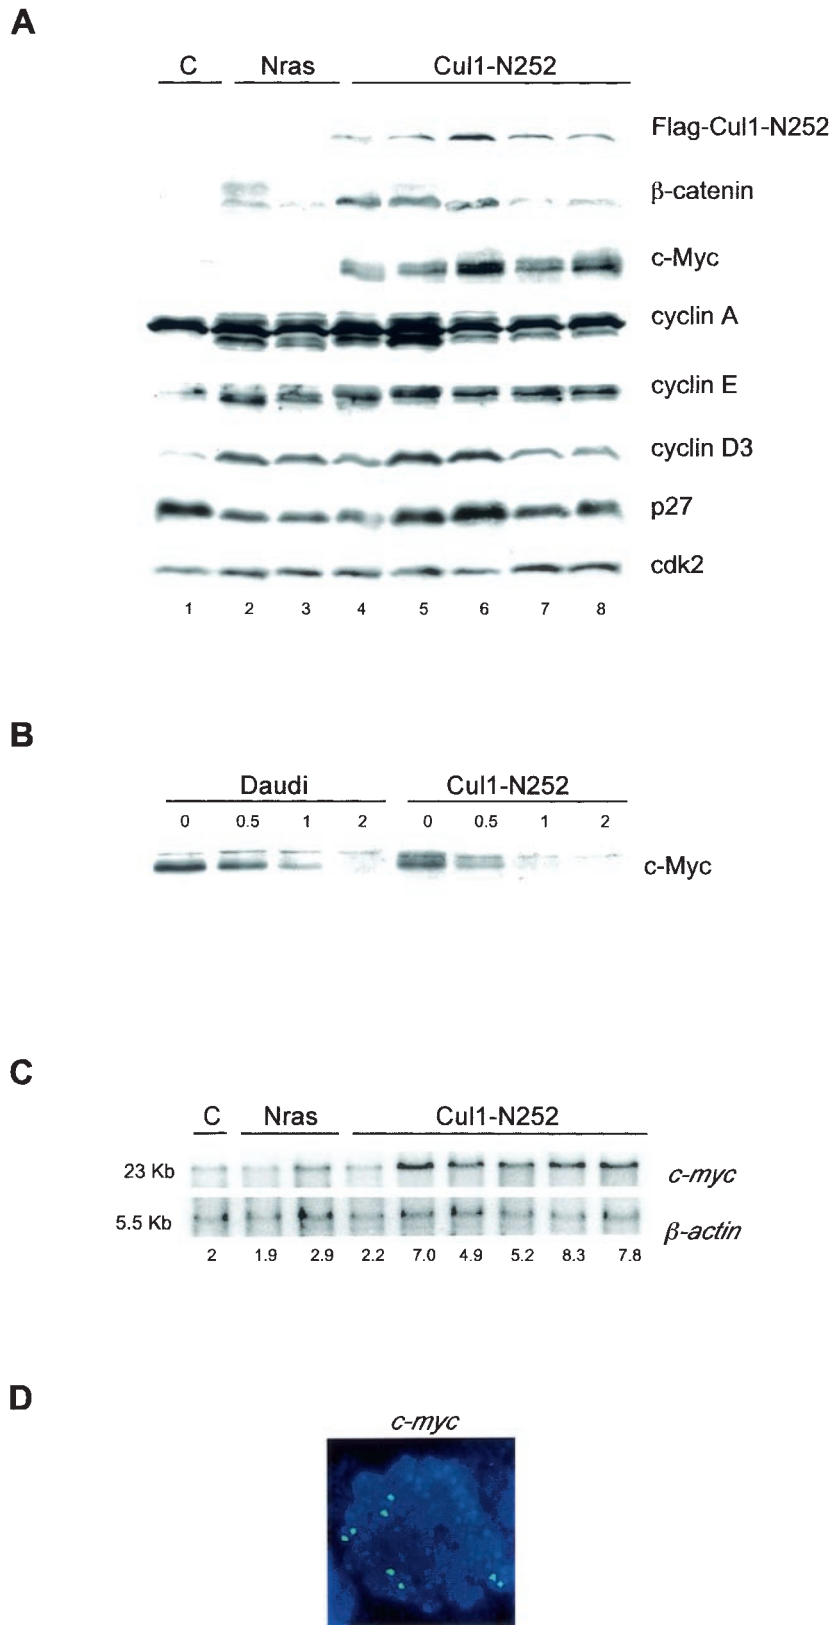 A
C Nras Cul1-N252
Flag-Cul1-N252
β-catenin
c-Myc
cyclin A
cyclin E
cyclin D3
p27
cdk2
1 2 3 4 5 6 7 8
B
Daudi Cul1-N252
0 0.5 1 2 0 0.5 1 2
c-Myc
C
C Nras Cul1-N252
23 Kb c-myc
5.5 Kb β-actin
2 1.9 2.9 2.2 7.0 4.9 5.2 8.3 7.8
D
c-myc